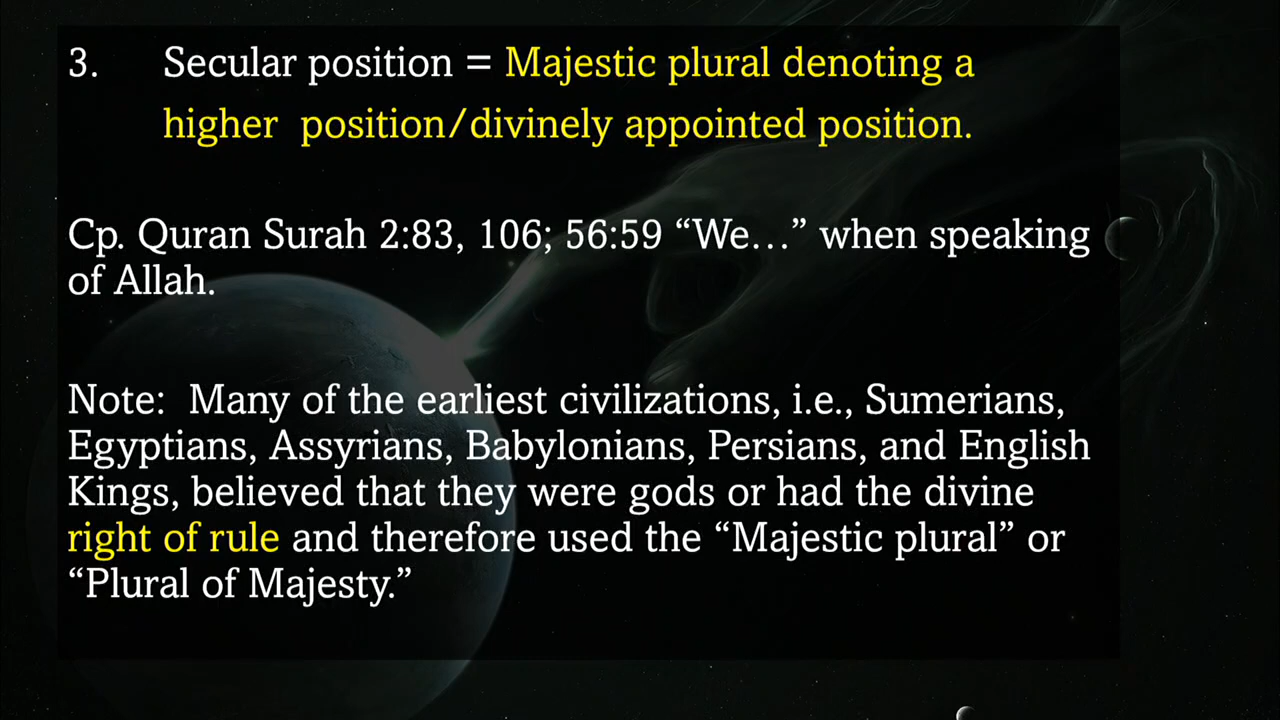 3. Secular position = Majestic plural denoting a
higher position/divinely appointed position.
Cp. Quran Surah 2:83, 106; 56:59 “We…” when speaking
of Allah.
Note: Many of the earliest civilizations, i.e., Sumerians,
Egyptians, Assyrians, Babylonians, Persians, and English
Kings, believed that they were gods or had the divine
right of rule and therefore used the “Majestic plural” or
“Plural of Majesty.”